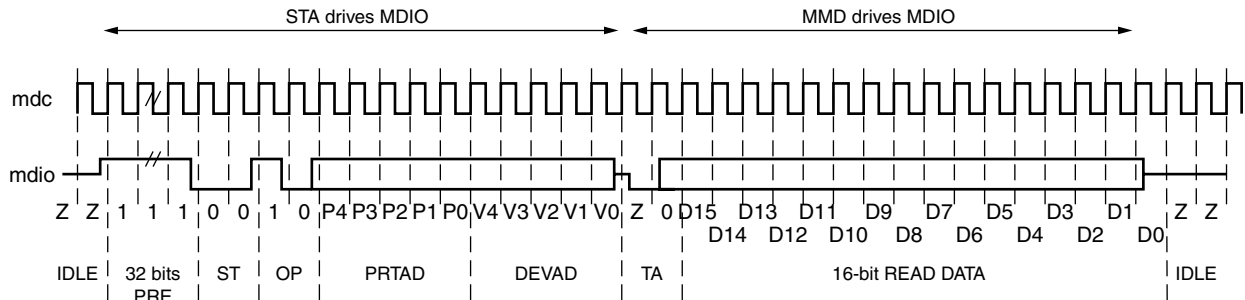 STA drives MDIO MMD drives MDIO
mdc
mdio
Z Z 1 1 1 0 0 1 0 P4 P3 P2 P1 P0 V4 V3 V2 V1 V0 Z 0 D15 D13 D11 D9 D7 D5 D3 D1 Z Z
D14 D12 D10 D8 D6 D4 D2 D0
IDLE 32 bits ST OP PRTAD DEVAD TA 16-bit READ DATA IDLE
PRE